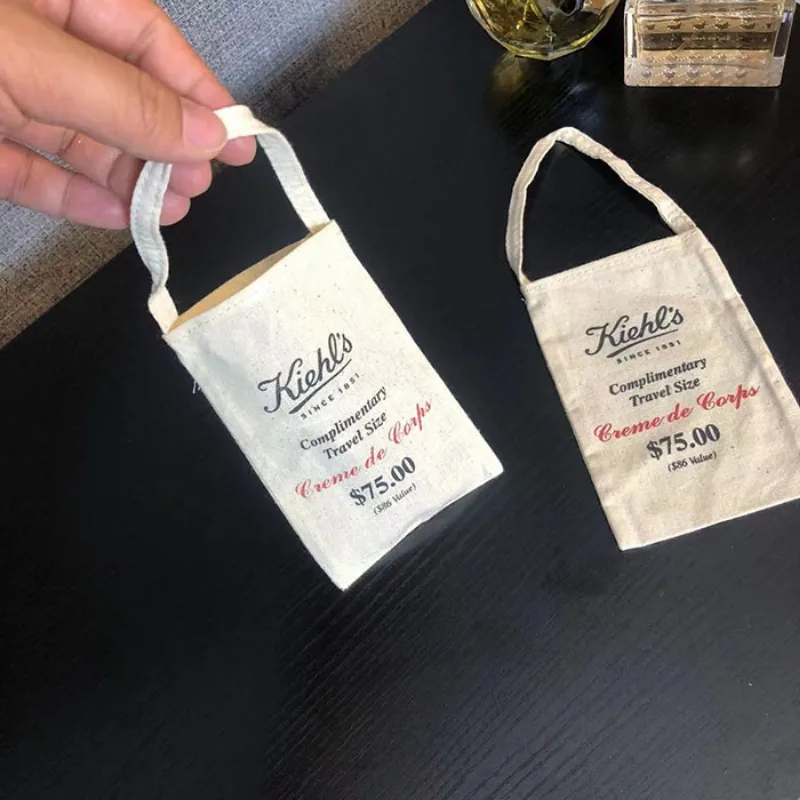 Kiehl's
SINCE 1851
Complimentary
Travel Size
Creme de Corps
$75.00
($86 Value)
Kiehl's
SINCE 1851
Complimentary
Travel Size
Creme de Corps
$75.00
($86 Value)